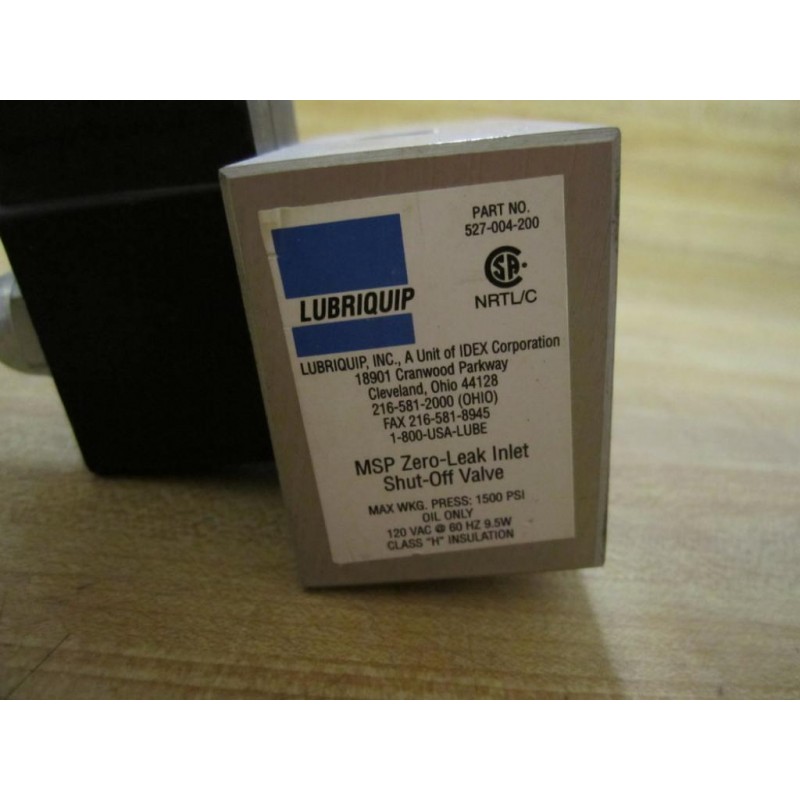 PART NO.
527-004-200
CSA
NRTL/C
LUBRIQUIP
LUBRIQUIP, INC., A Unit of IDEX Corporation
18901 Cranwood Parkway
Cleveland, Ohio 44128
216-581-2000 (OHIO)
FAX 216-581-8945
1-800-USA-LUBE
MSP Zero-Leak Inlet
Shut-Off Valve
MAX WKG. PRESS: 1500 PSI
OIL ONLY
120 VAC @ 60 HZ 9.5W
CLASS "H" INSULATION